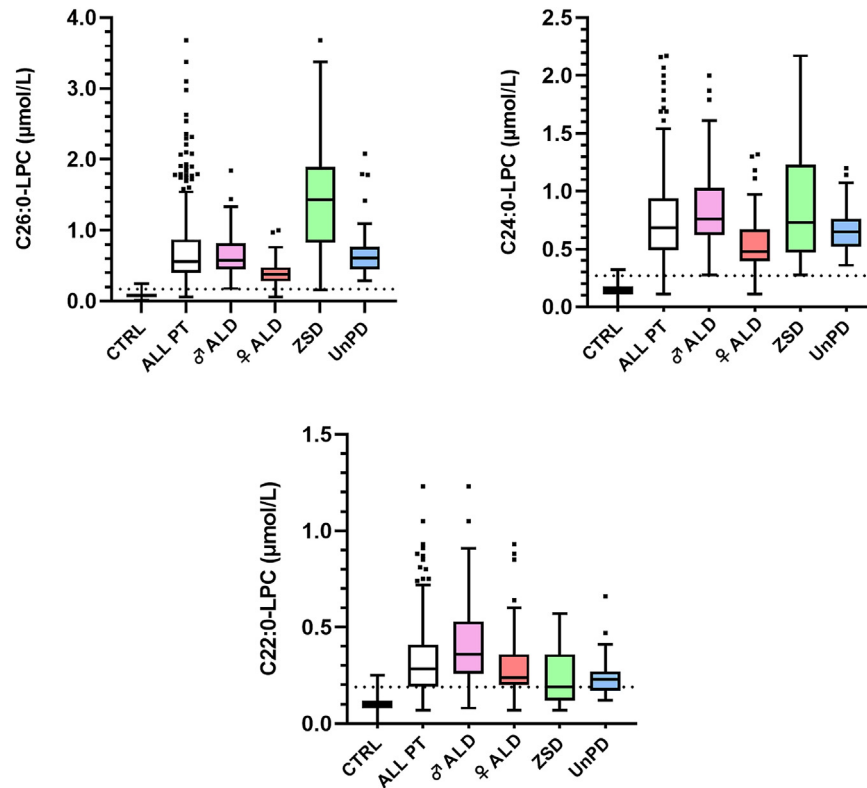 C26:0-LPC (µmol/L)
4.0
3.0
2.0
1.0
0.0
CTRL
ALL PT
♂ ALD
♀ ALD
ZSD
UnPD
C24:0-LPC (µmol/L)
2.5
2.0
1.5
1.0
0.5
0.0
CTRL
ALL PT
♂ ALD
♀ ALD
ZSD
UnPD
C22:0-LPC (µmol/L)
1.5
1.0
0.5
0.0
CTRL
ALL PT
♂ ALD
♀ ALD
ZSD
UnPD